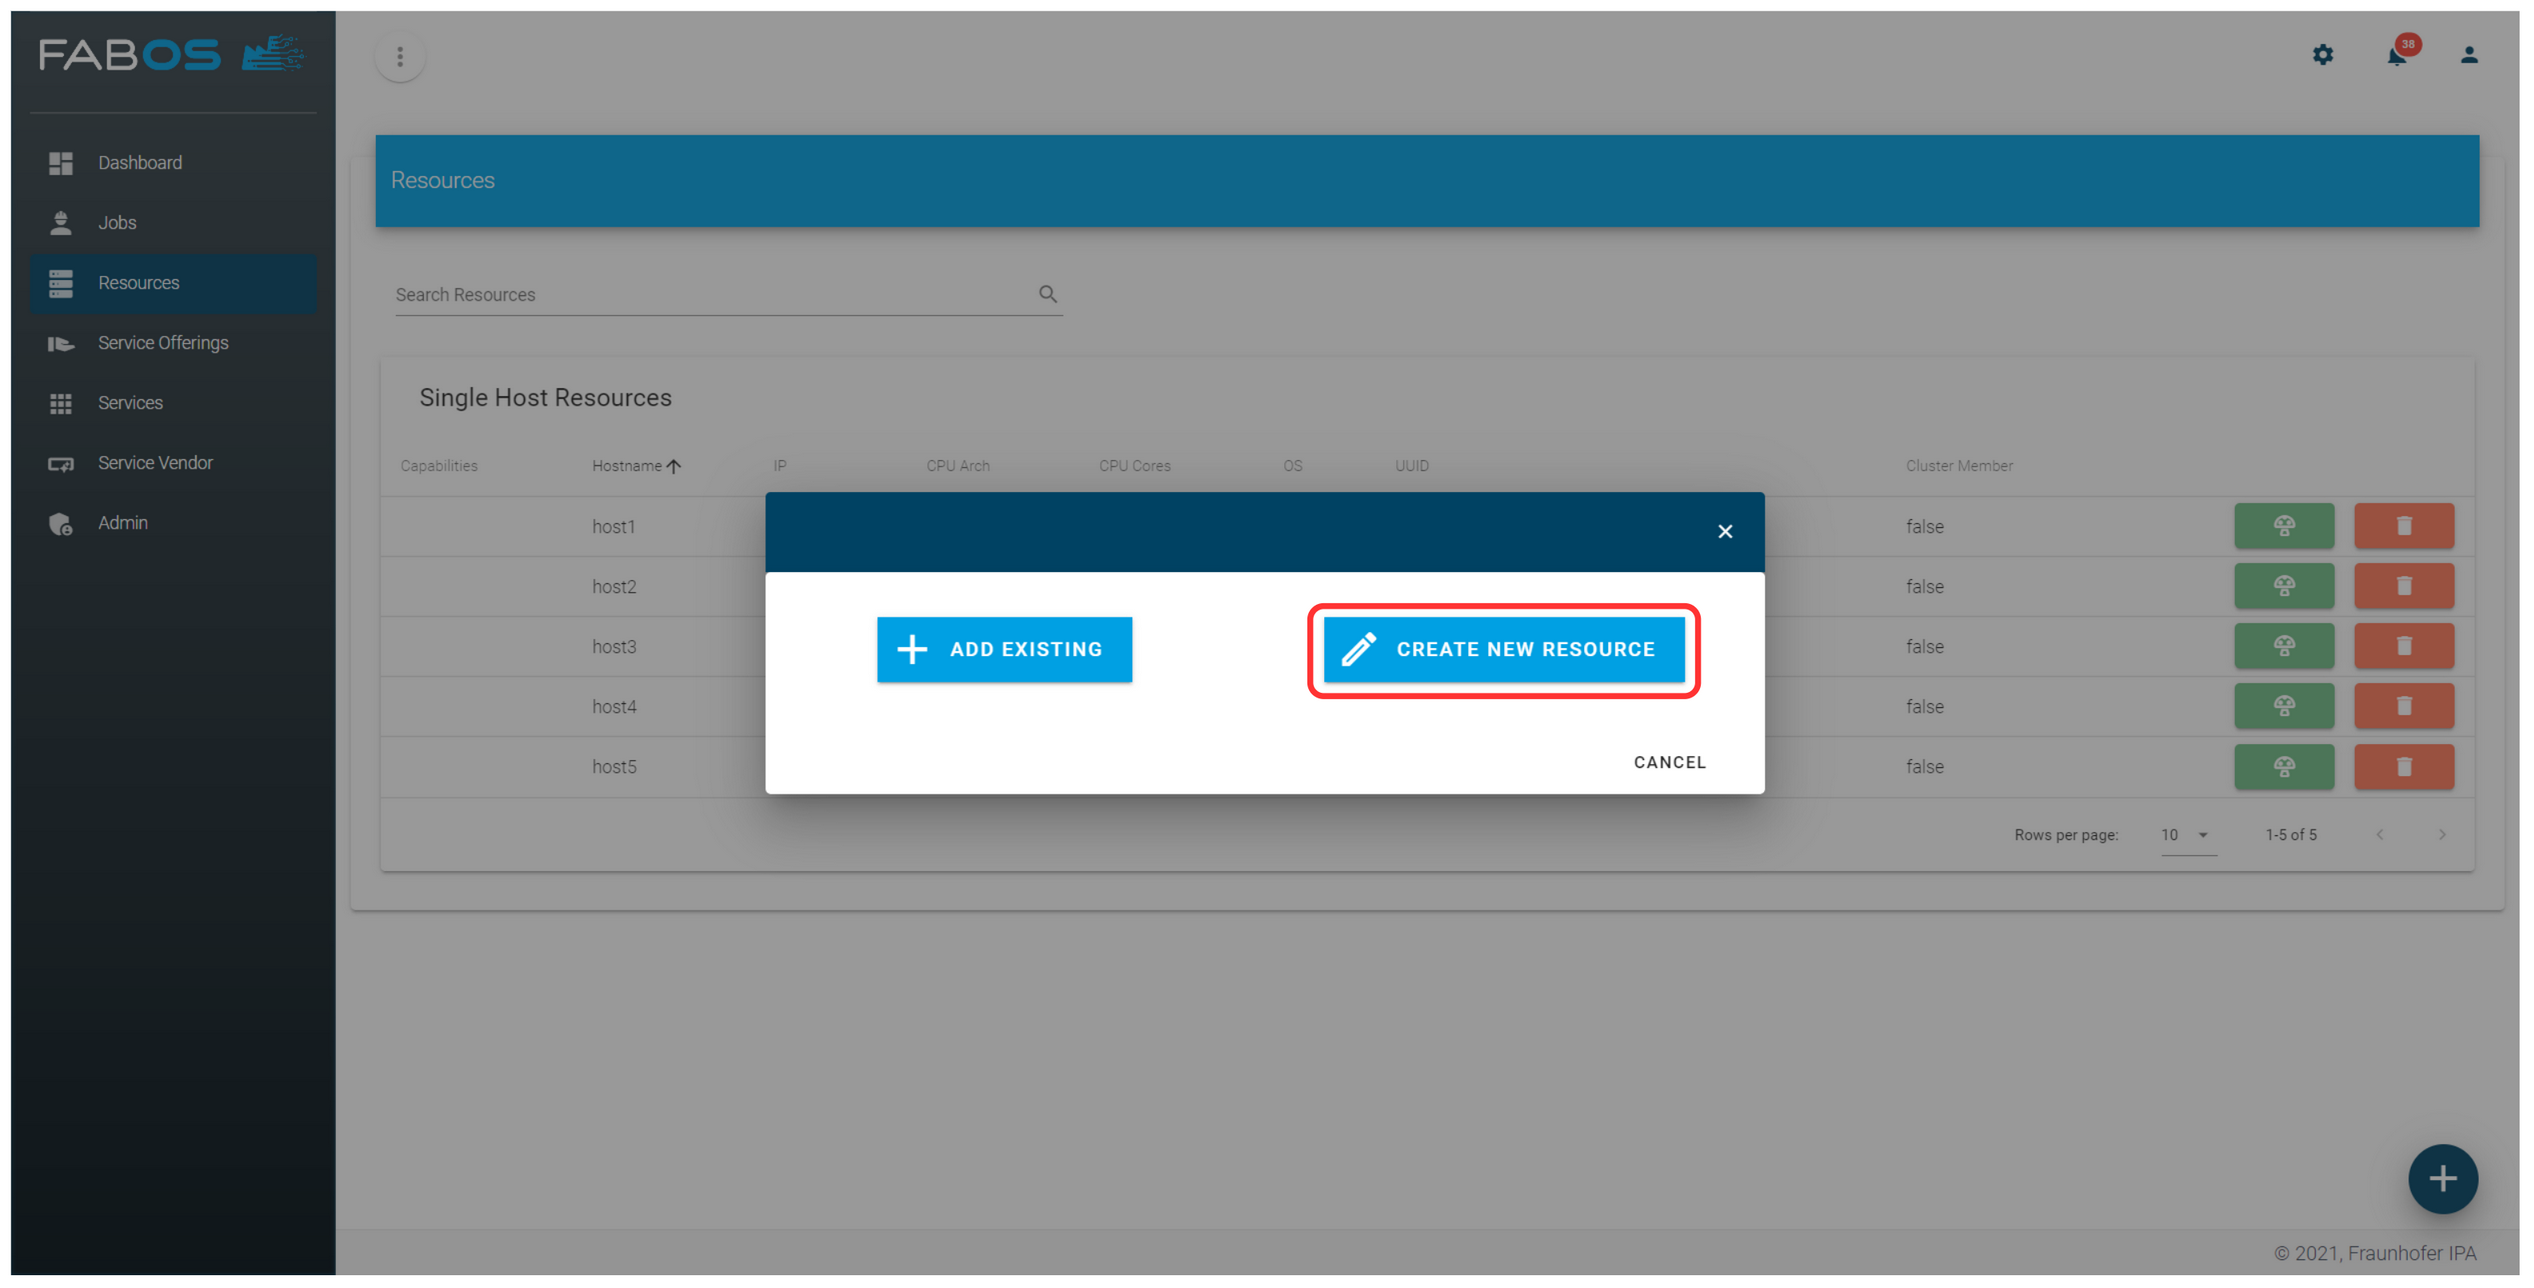 FABOS
38
Dashboard
Jobs
Resources
Service Offerings
Services
Service Vendor
Admin
Resources
Search Resources
Single Host Resources
Capabilities Hostname IP CPU Arch CPU Cores OS UUID Cluster Member
host1 false
host2 false
host3 false
host4 false
host5 false
ADD EXISTING CREATE NEW RESOURCE
CANCEL
Rows per page: 10 1-5 of 5
© 2021, Fraunhofer IPA